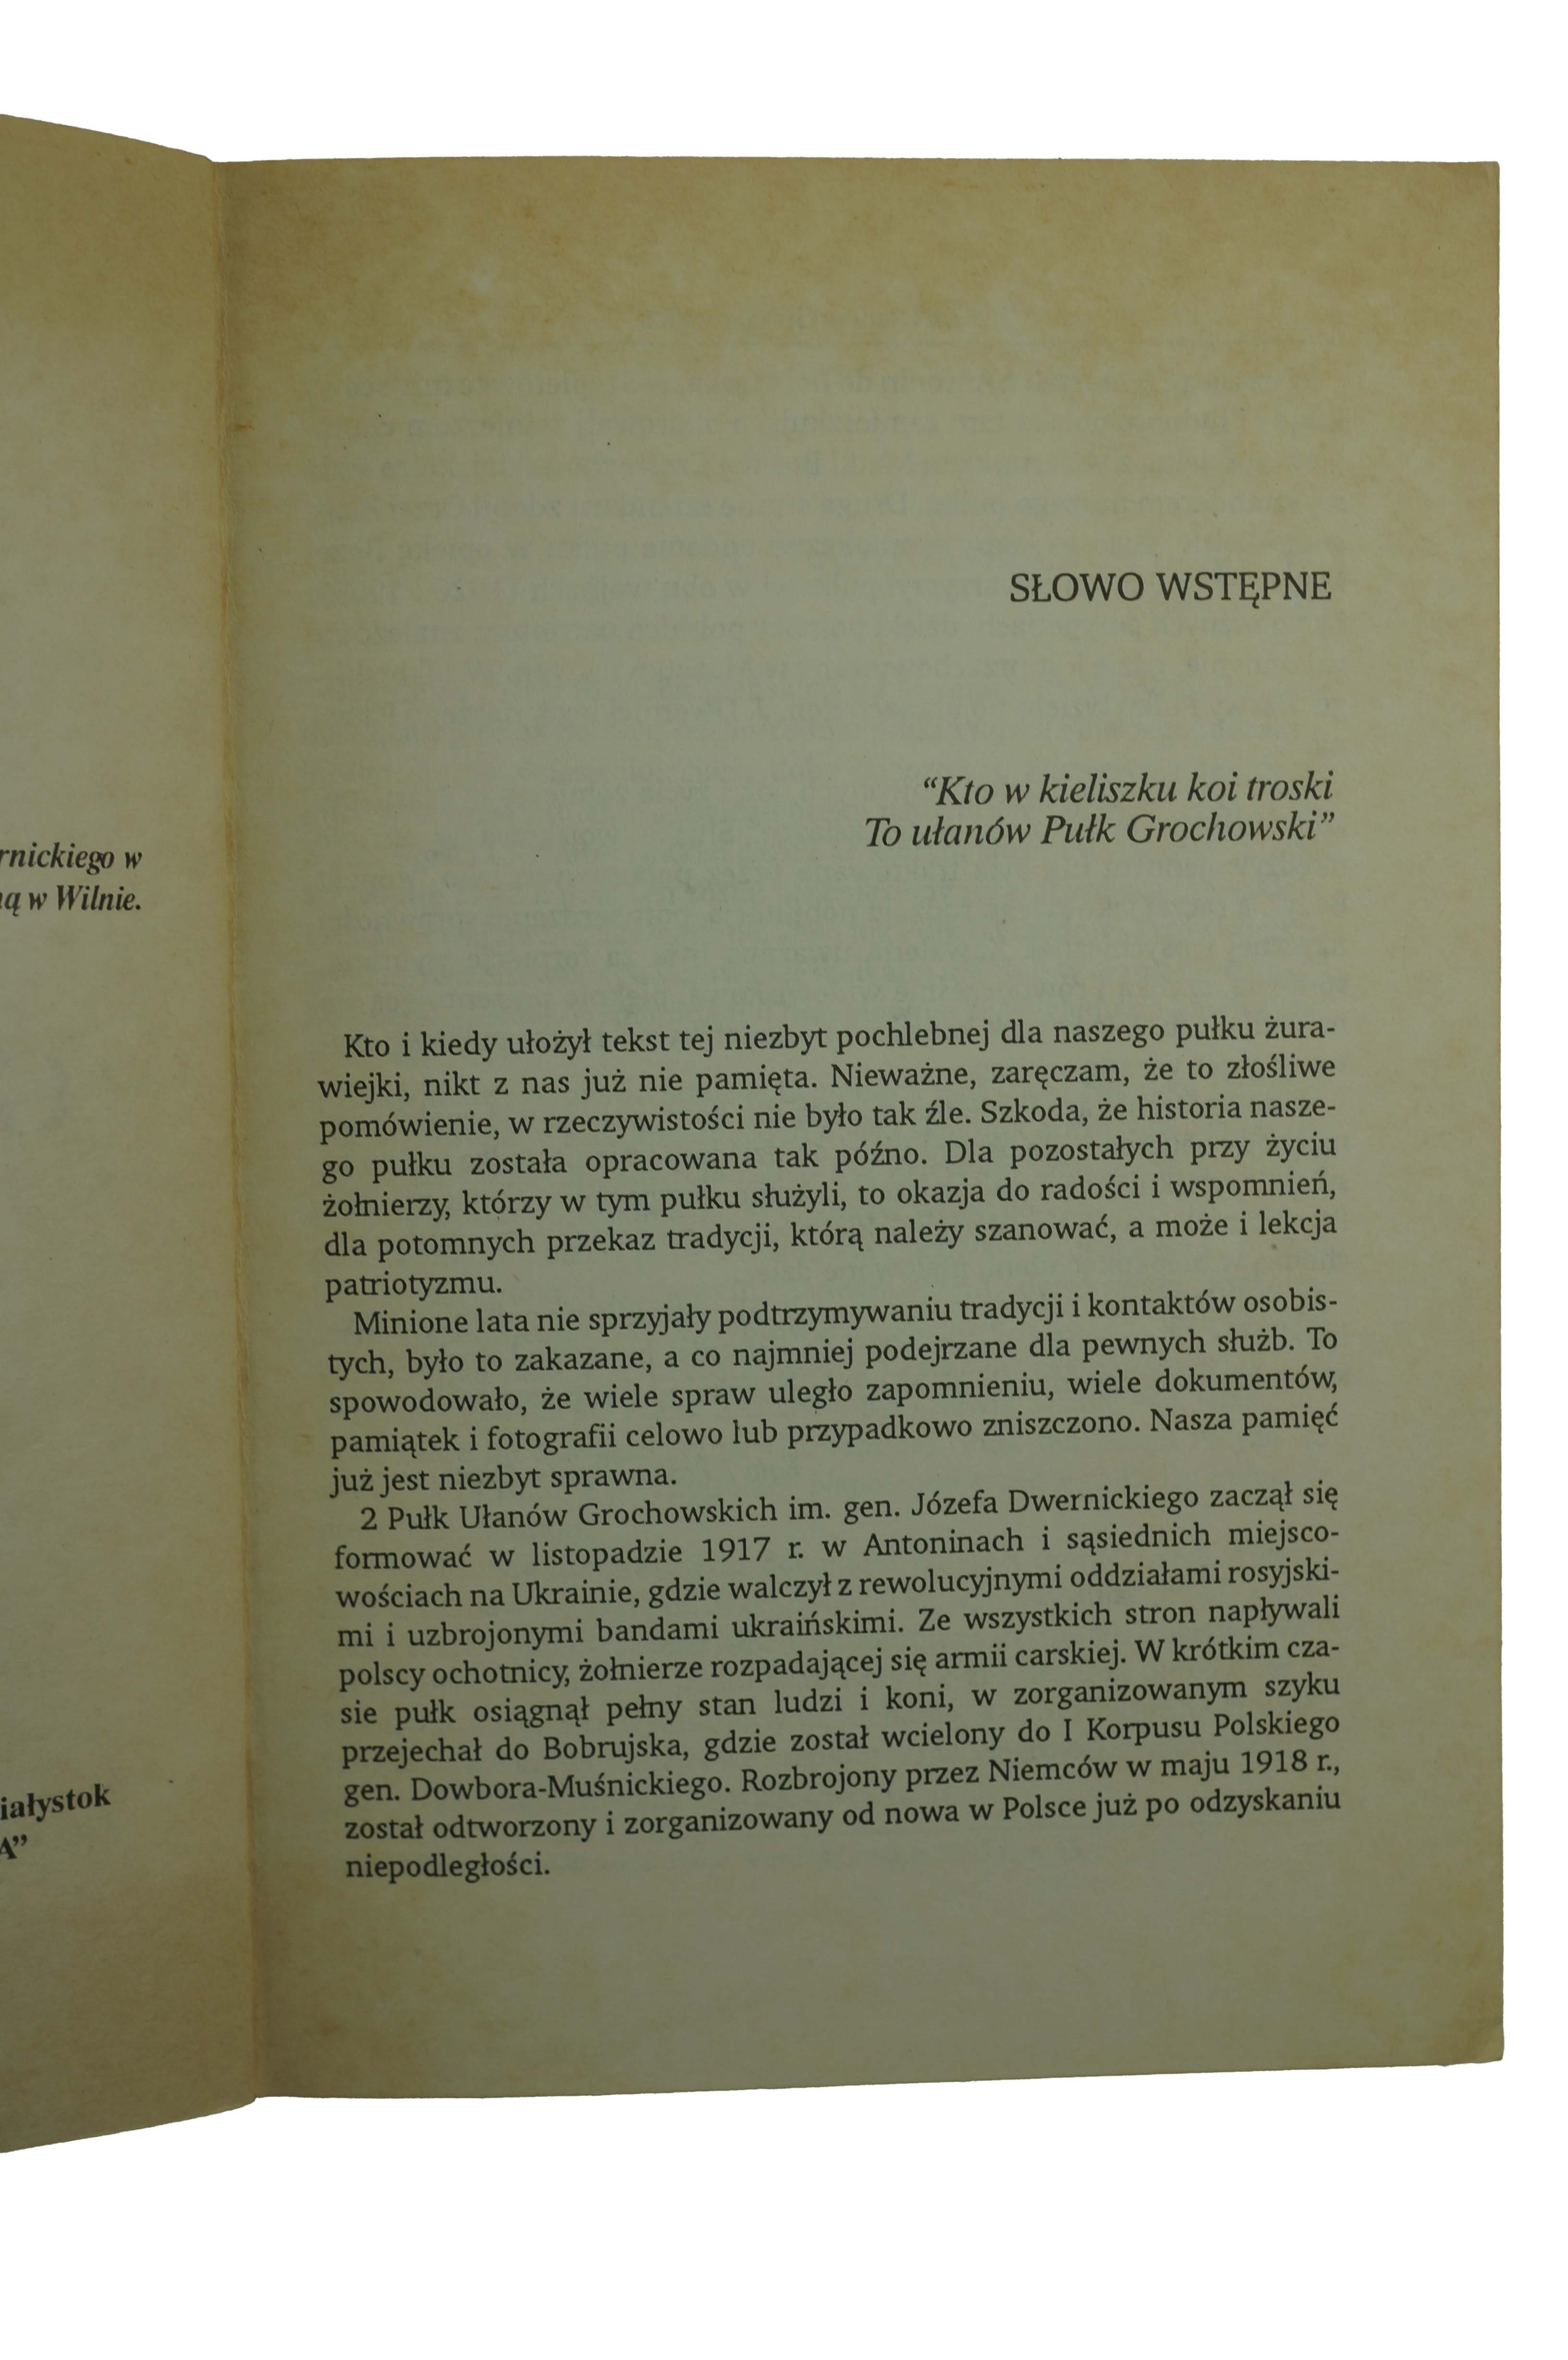 w
w Wilnie.
SŁOWO WSTĘPNE
“Kto w kieliszku koi troski
To ułanów Pułk Grochowski”
Kto i kiedy ułożył tekst tej niezbyt pochlebnej dla naszego pułku żura-
wiejki, nikt z nas już nie pamięta. Nieważne, zaręczam, że to złośliwe
pomówienie, w rzeczywistości nie było tak źle. Szkoda, że historia nasze-
go pułku została opracowana tak późno. Dla pozostałych przy życiu
żołnierzy, którzy w tym pułku służyli, to okazja do radości i wspomnień,
dla potomnych przekaz tradycji, którą należy szanować, a może i lekcja
patriotyzmu.
Minione lata nie sprzyjały podtrzymywaniu tradycji i kontaktów osobis-
tych, było to zakazane, a co najmniej podejrzane dla pewnych służb. To
spowodowało, że wiele spraw uległo zapomnieniu, wiele dokumentów,
pamiątek i fotografii celowo lub przypadkowo zniszczono. Nasza pamięć
już jest niezbyt sprawna.
2 Pułk Ułanów Grochowskich im. gen. Józefa Dwernickiego zaczął się
formować w listopadzie 1917 r. w Antoninach i sąsiednich miejsco-
wościach na Ukrainie, gdzie walczył z rewolucyjnymi oddziałami rosyjski-
mi i uzbrojonymi bandami ukraińskimi. Ze wszystkich stron napływali
polscy ochotnicy, żołnierze rozpadającej się armii carskiej. W krótkim cza-
sie pułk osiągnął pełny stan ludzi i koni, w zorganizowanym szyku
przejechał do Bobrujska, gdzie został wcielony do I Korpusu Polskiego
gen. Dowbora-Muśnickiego. Rozbrojony przez Niemców w maju 1918 r.,
został odtworzony i zorganizowany od nowa w Polsce już po odzyskaniu
niepodległości.